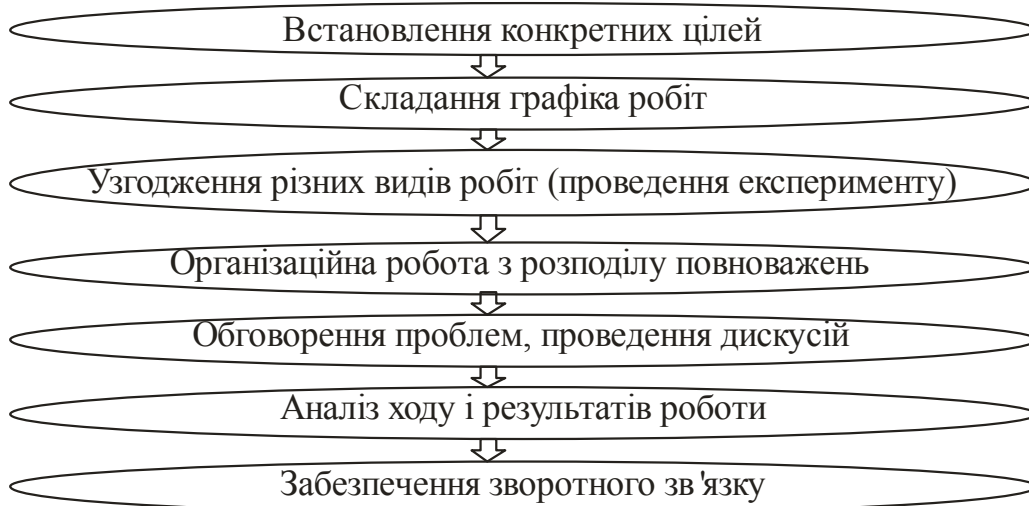 Встановлення конкретних цілей
Складання графіка робіт
Узгодження різних видів робіт (проведення експерименту)
Організаційна робота з розподілу повноважень
Обговорення проблем, проведення дискусій
Аналіз ходу і результатів роботи
Забезпечення зворотного зв'язку